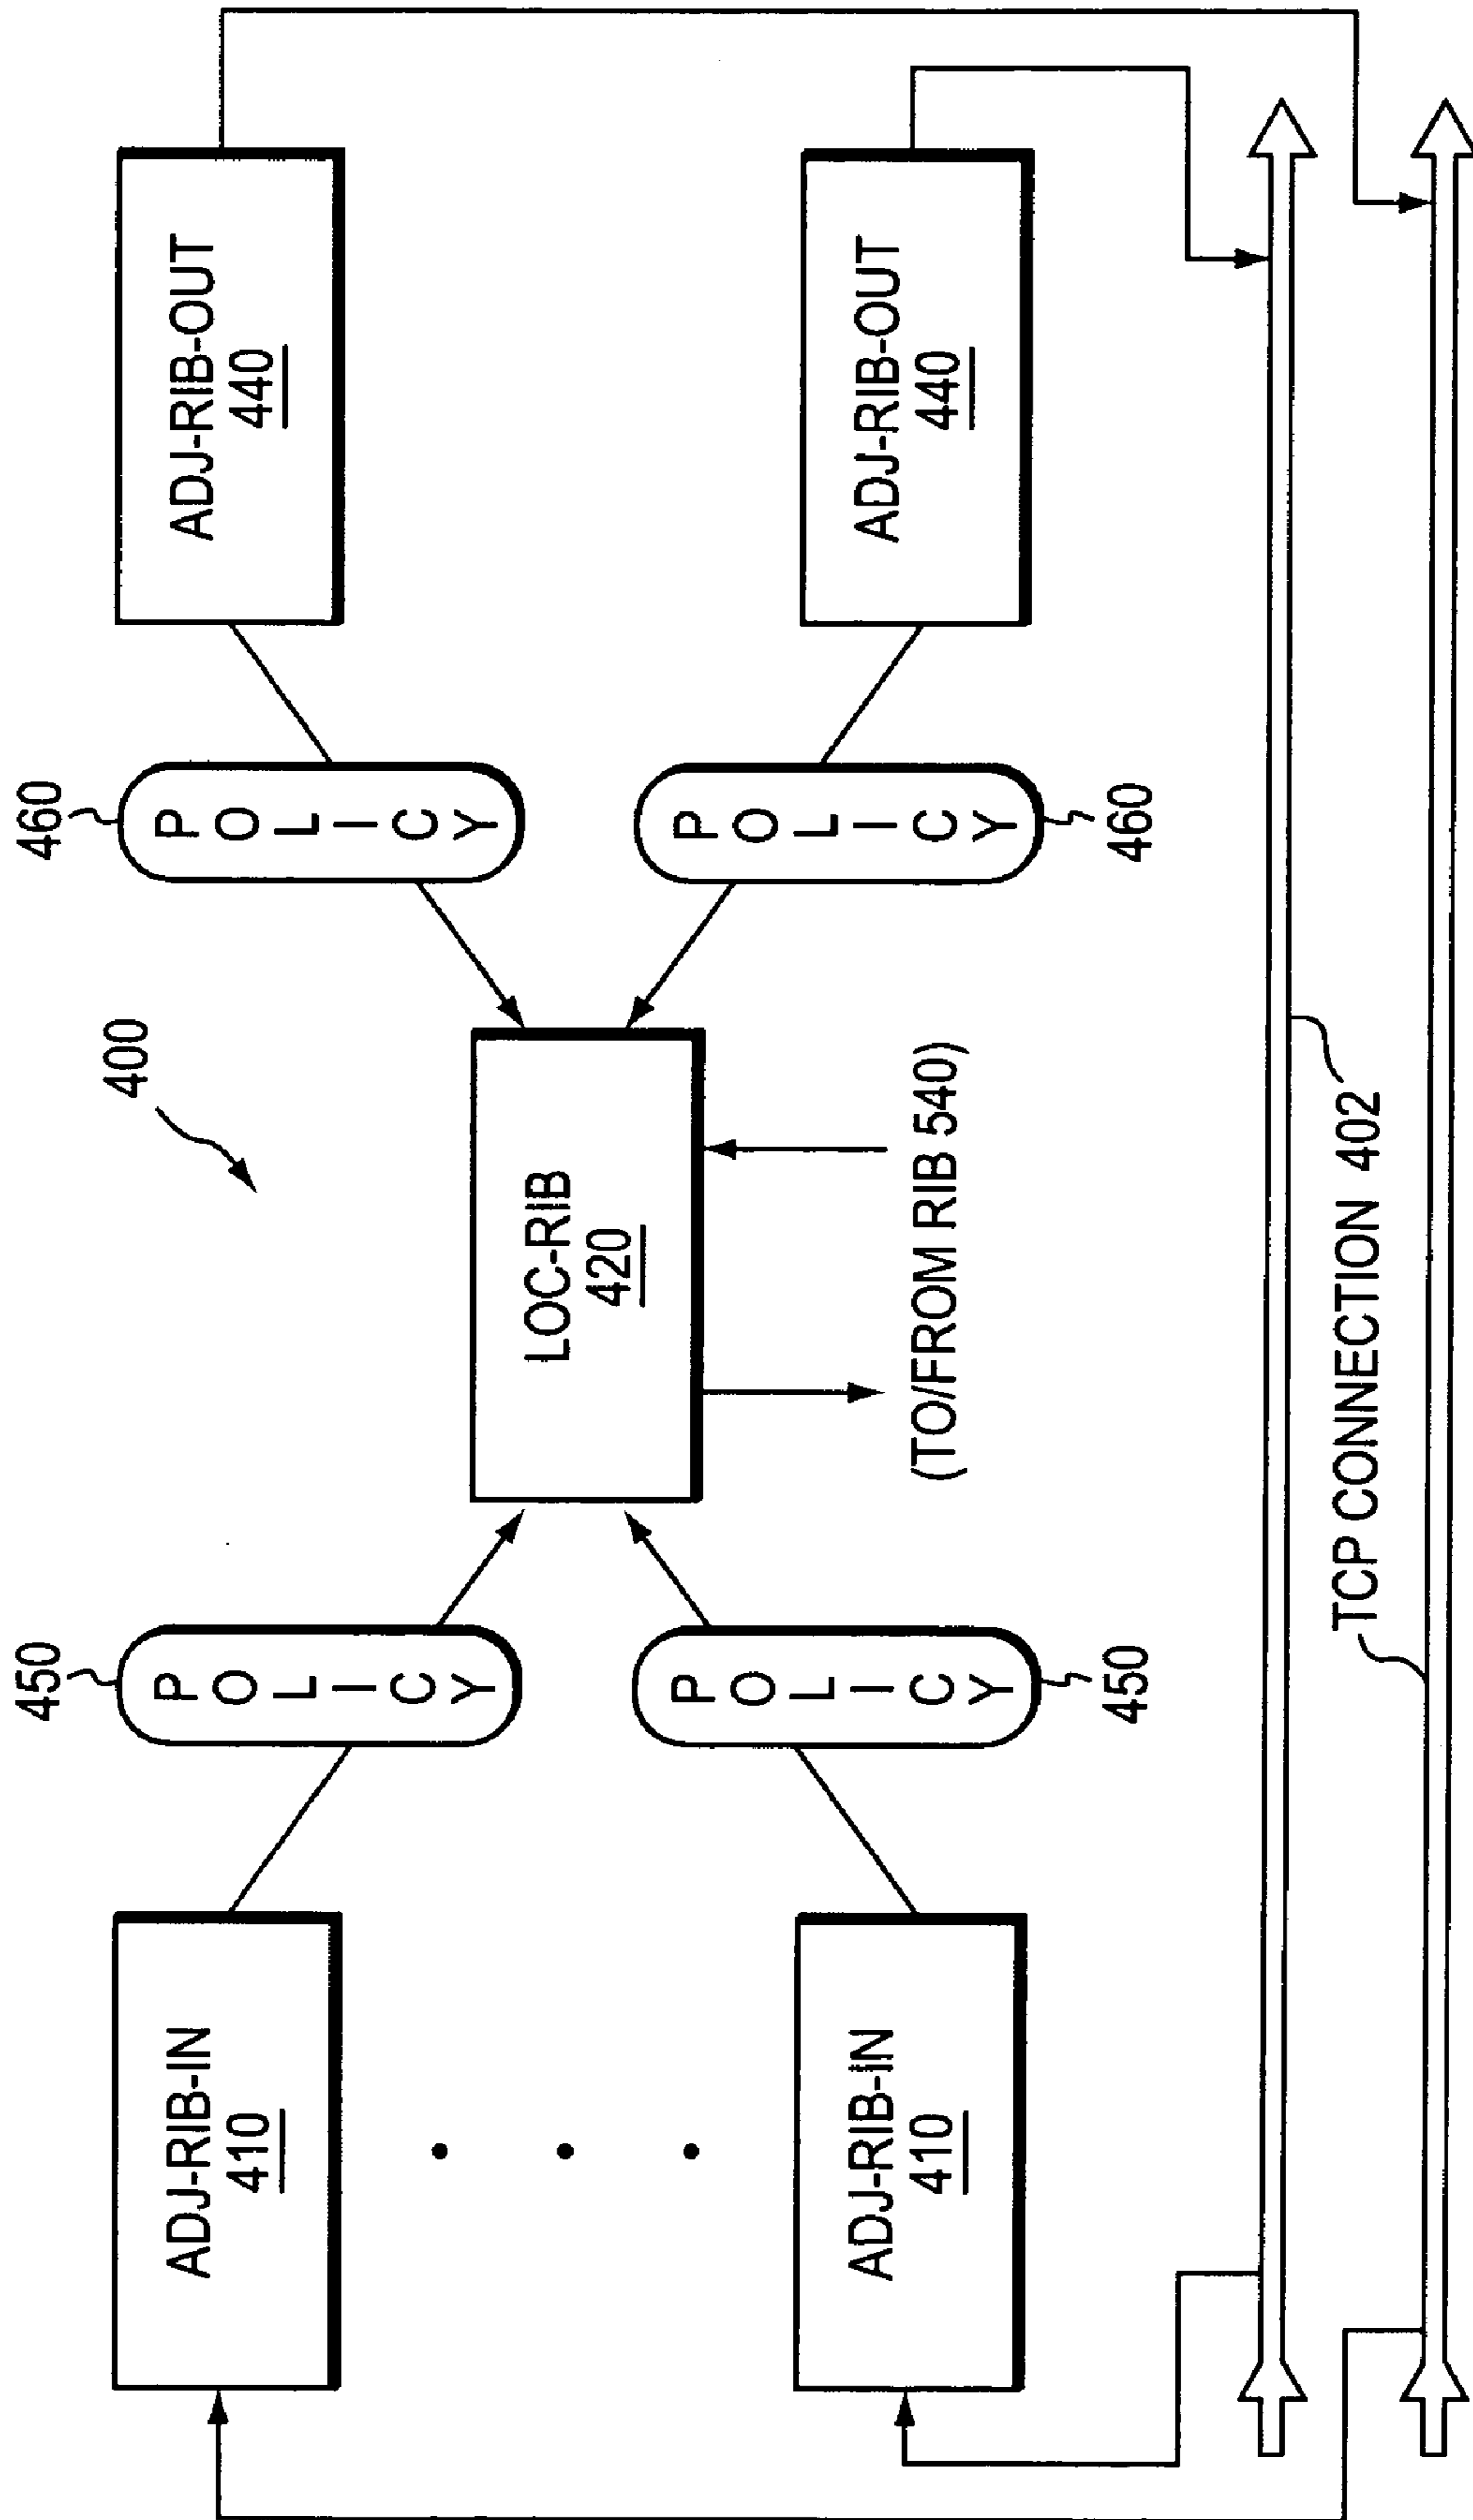 400
450
460
ADJ-RIB-IN
410
POLICY
POLICY
ADJ-RIB-OUT
440
LOC-RIB
420
ADJ-RIB-IN
410
POLICY
POLICY
ADJ-RIB-OUT
440
450
460
(TO/FROM RIB 540)
TCP CONNECTION 402